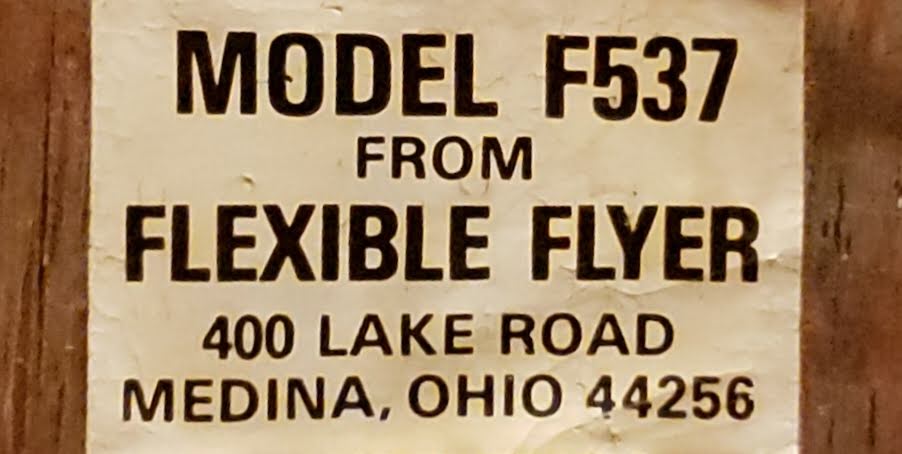 MODEL F537
FROM
FLEXIBLE FLYER
400 LAKE ROAD
MEDINA, OHIO 44256